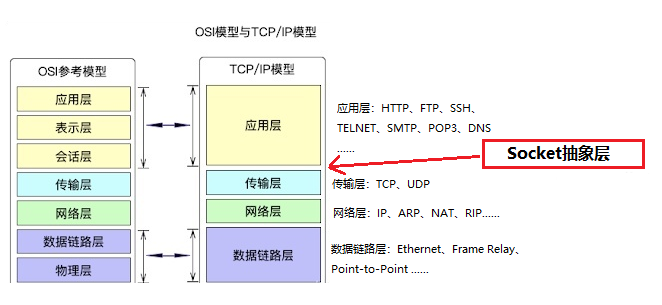 OSI模型与TCP/IP模型
OSI参考模型
应用层
表示层
会话层
传输层
网络层
数据链路层
物理层
TCP/IP模型
应用层
传输层
网络层
数据链路层
应用层：HTTP、FTP、SSH、
TELNET、SMTP、POP3、DNS
......
Socket抽象层
传输层：TCP、UDP
网络层：IP、ARP、NAT、RIP......
数据链路层：Ethernet、Frame Relay、
Point-to-Point ......